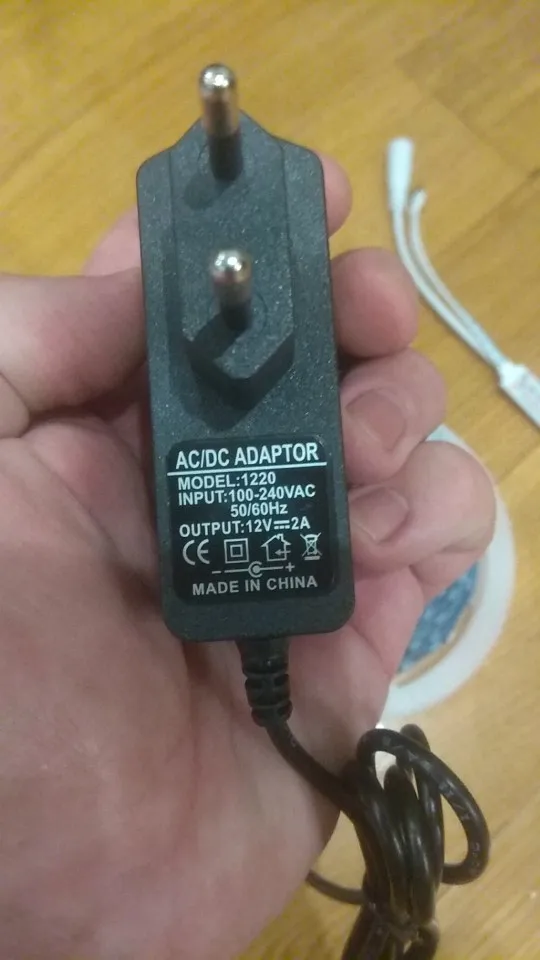 AC/DC ADAPTOR
MODEL:1220
INPUT:100-240VAC
50/60Hz
OUTPUT:12V⎓2A
CE
- +
MADE IN CHINA